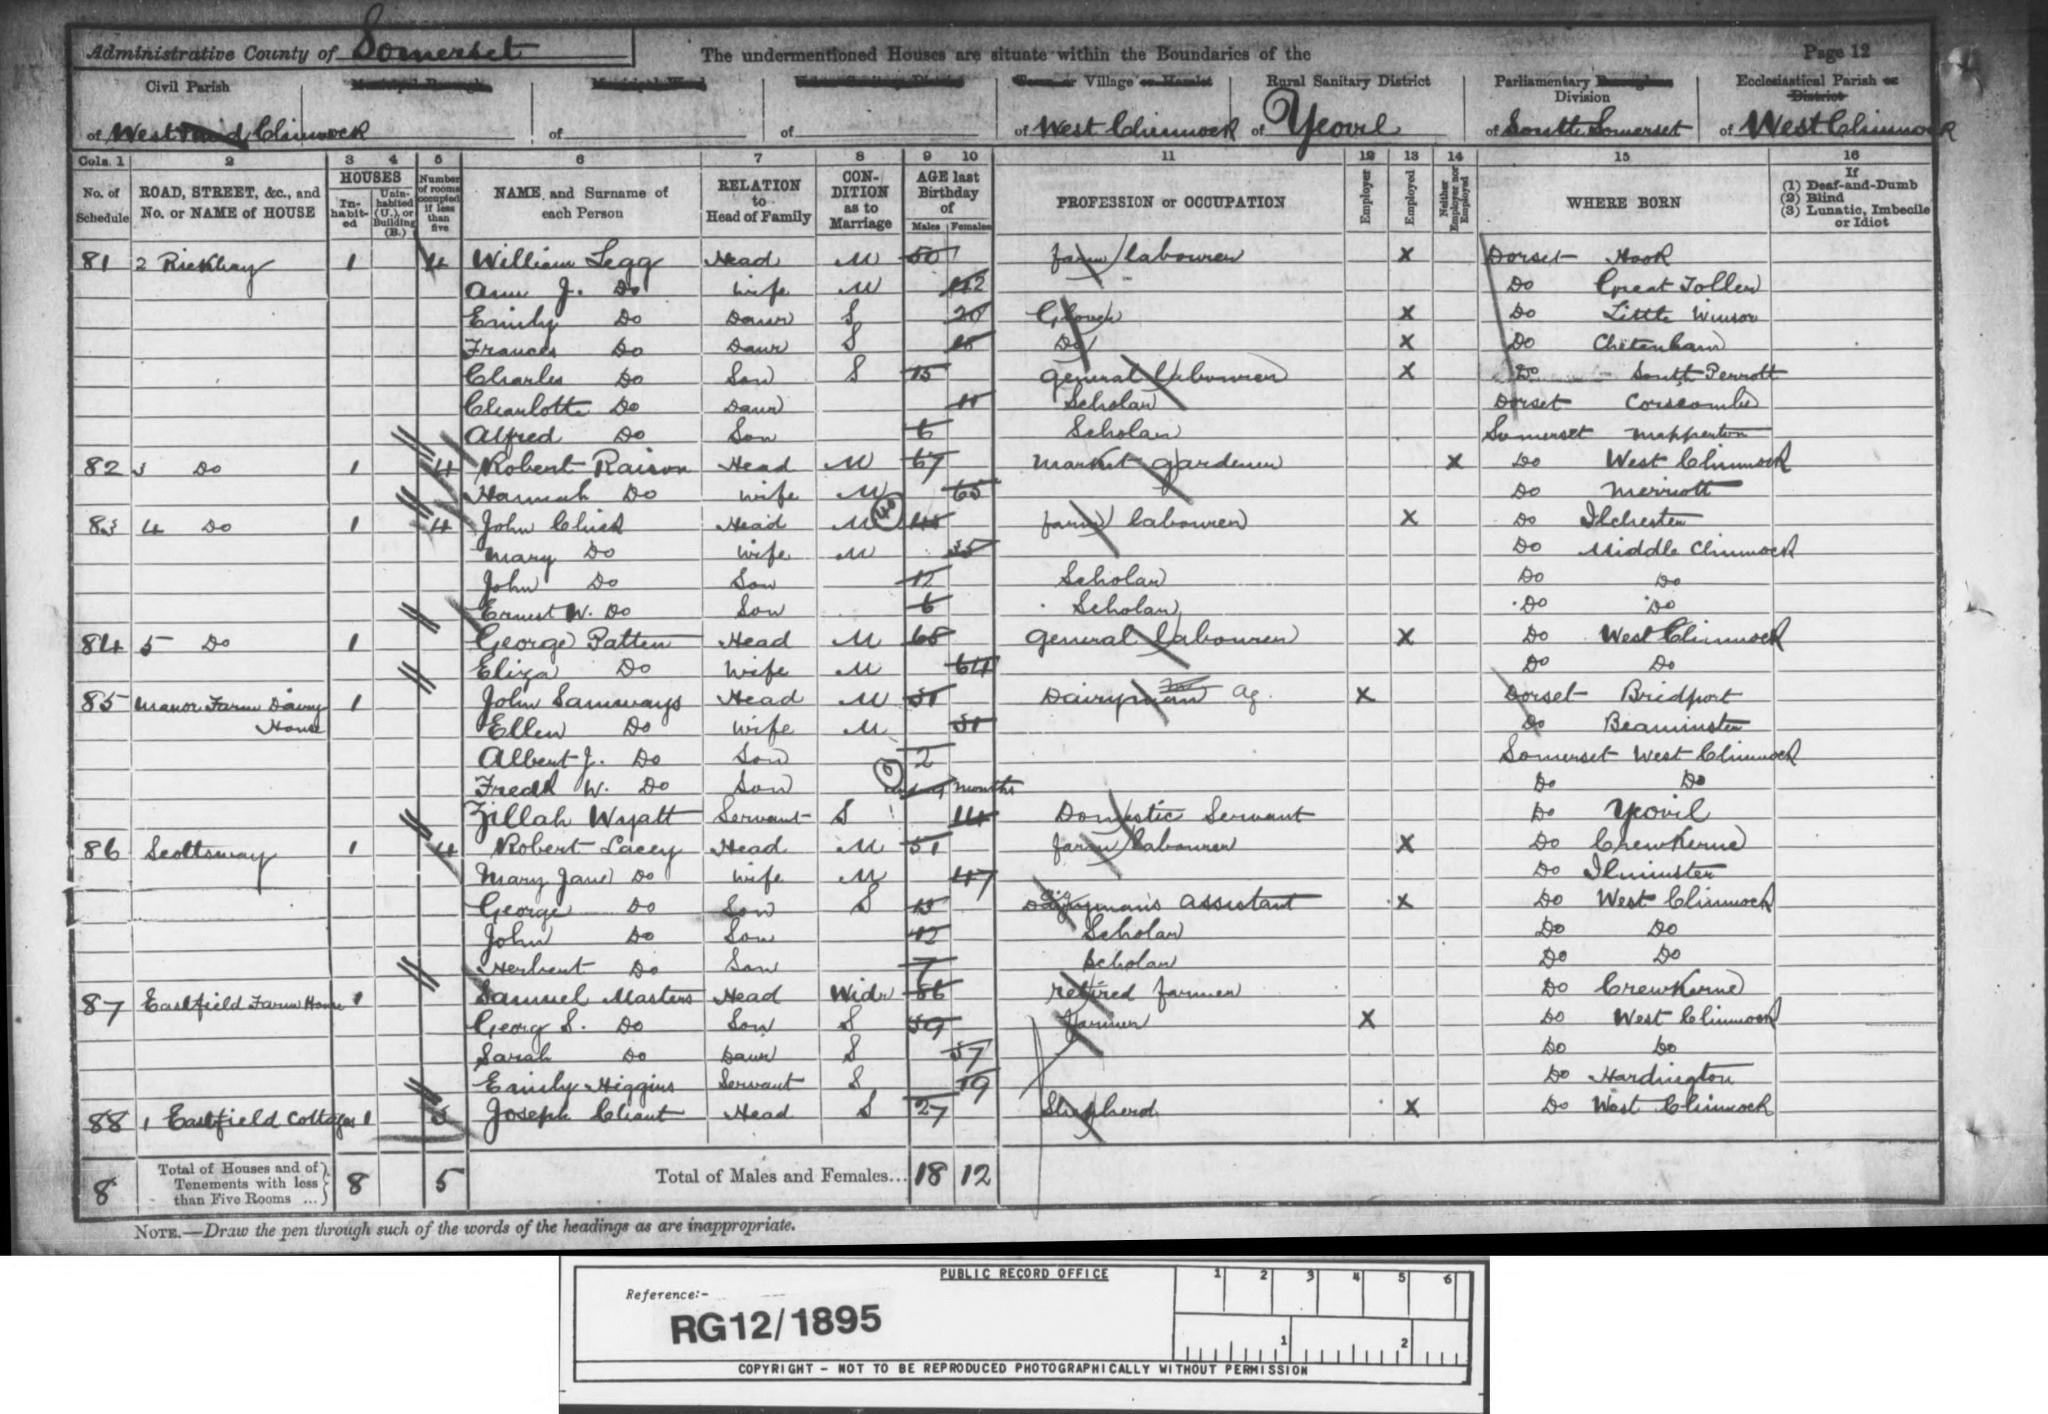 Administrative County of Somerset The undermentioned Houses are situate within the Boundaries of the Page 12
Civil Parish Municipal Borough Municipal Ward Urban Sanitary District Town or Village or Hamlet Rural Sanitary District Parliamentary Borough or Division Ecclesiastical Parish or District
of West Chinnock of of of West Chinnock of Yeovil of South Somerset of West Chinnock
Cols. 1 2 3 4 5 6 7 8 9 10 11 12 13 14 15 16
No. of Schedule ROAD, STREET, &c., and No. or NAME of HOUSE HOUSES Inhabited Uninhabited (U.), or Building (B.) Number of rooms occupied if less than five NAME and Surname of each Person RELATION to Head of Family CONDITION as to Marriage AGE last Birthday of Males Females PROFESSION or OCCUPATION Employer Employed Neither Employer nor Employed WHERE BORN If (1) Deaf-and-Dumb (2) Blind (3) Lunatic, Imbecile or Idiot
81 2 Rickhay 1 4 William Legg Head M 50 farm labourer X Dorset Hook
Ann J. Do wife M 42 Do Great Toller
Emily Do Daur S 20 Glover X Do Little Winsor
Frances Do Daur S Do X Do Chetenham
Charles Do Son S 15 general labourer X Do South Perrott
Charlotte Do Daur 11 Scholar Dorset Corscombe
Alfred Do Son 6 Scholar Somerset Mapperton
82 3 Do 1 4 Robert Raison Head M 67 market gardener X Do West Chinnock
Hannah Do wife M 65 Do Merriott
83 4 Do 1 4 John Chick Head M 40 farm labourer X Do Ilchester
Mary Do wife M 35 Do Middle Chinnock
John Do Son 12 Scholar Do Do
Ernest W. Do Son 6 Scholar Do Do
84 5 Do 1 George Patten Head M 68 general labourer X Do West Chinnock
Eliza Do wife M 64 Do Do
85 Manor Farm Dairy House 1 John Samways Head M 31 Dairyman Ag. X Dorset Bridport
Ellen Do wife M 31 Do Beaminster
Albert J. Do Son 2 Somerset West Chinnock
Fredk W. Do Son months Do Do
Zillah Wyatt Servant S 14 Domestic Servant Do Yeovil
86 Scottsway 1 4 Robert Lacey Head M 51 farm labourer X Do Crewkerne
Mary Jane Do wife M 47 Do Ilminster
George Do Son S 15 Dairyman's assistant X Do West Chinnock
John Do Son 12 Scholar Do Do
Herbert Do Son 7 Scholar Do Do
87 Eastfield Farm House 1 Samuel Masters Head Widr 86 retired farmer Do Crewkerne
Georg S. Do Son S 39 farmer X Do West Chinnock
Sarah Do Daur S 37 Do Do
Emily Higgins Servant S 19 Do Hardington
88 1 Eastfield Cottages 1 3 Joseph Chant Head S 27 Shepherd X Do West Chinnock
8 Total of Houses and of Tenements with less than Five Rooms ... 8 5 Total of Males and Females... 18 12
NOTE.—Draw the pen through such of the words of the headings as are inappropriate.
PUBLIC RECORD OFFICE 1 2 3 4 5 6
Reference:-
RG12/1895
1 2
COPYRIGHT - NOT TO BE REPRODUCED PHOTOGRAPHICALLY WITHOUT PERMISSION